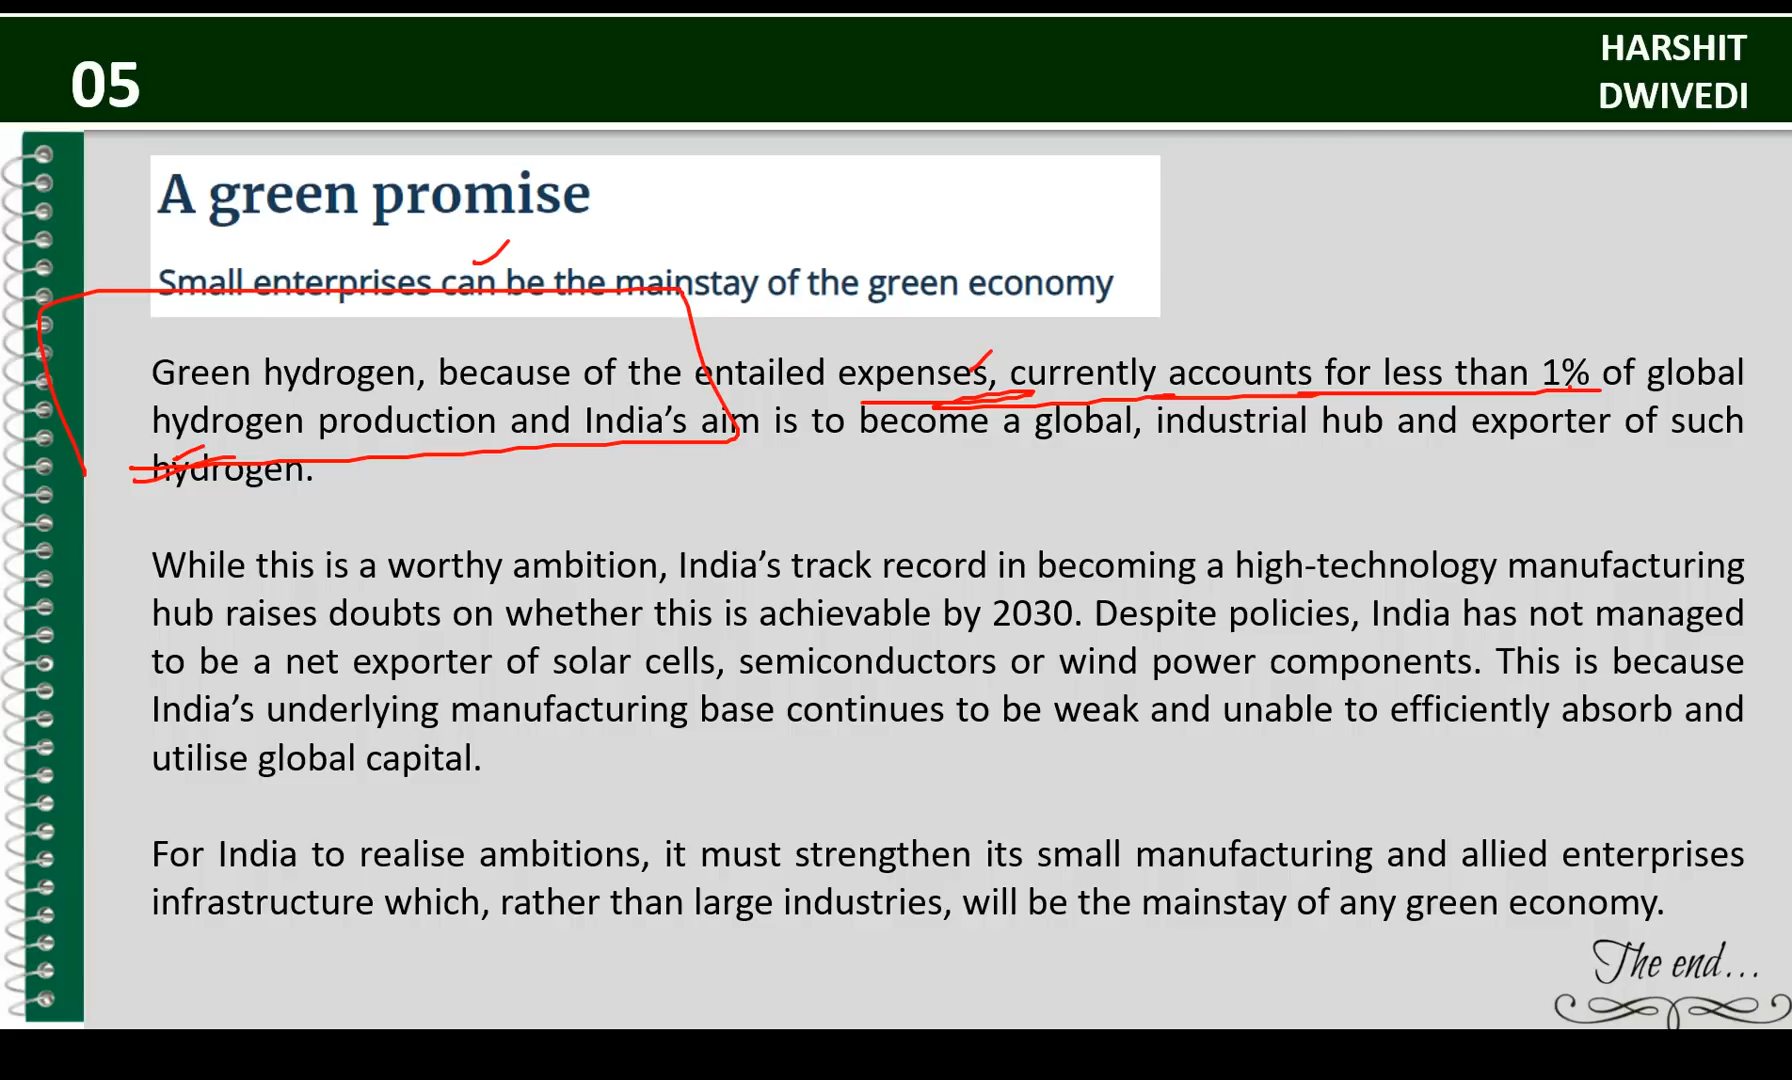 05
HARSHIT
DWIVEDI
A green promise
Small enterprises can be the mainstay of the green economy
Green hydrogen, because of the entailed expenses, currently accounts for less than 1% of global
hydrogen production and India’s aim is to become a global, industrial hub and exporter of such
hydrogen.
While this is a worthy ambition, India’s track record in becoming a high-technology manufacturing
hub raises doubts on whether this is achievable by 2030. Despite policies, India has not managed
to be a net exporter of solar cells, semiconductors or wind power components. This is because
India’s underlying manufacturing base continues to be weak and unable to efficiently absorb and
utilise global capital.
For India to realise ambitions, it must strengthen its small manufacturing and allied enterprises
infrastructure which, rather than large industries, will be the mainstay of any green economy.
The end...